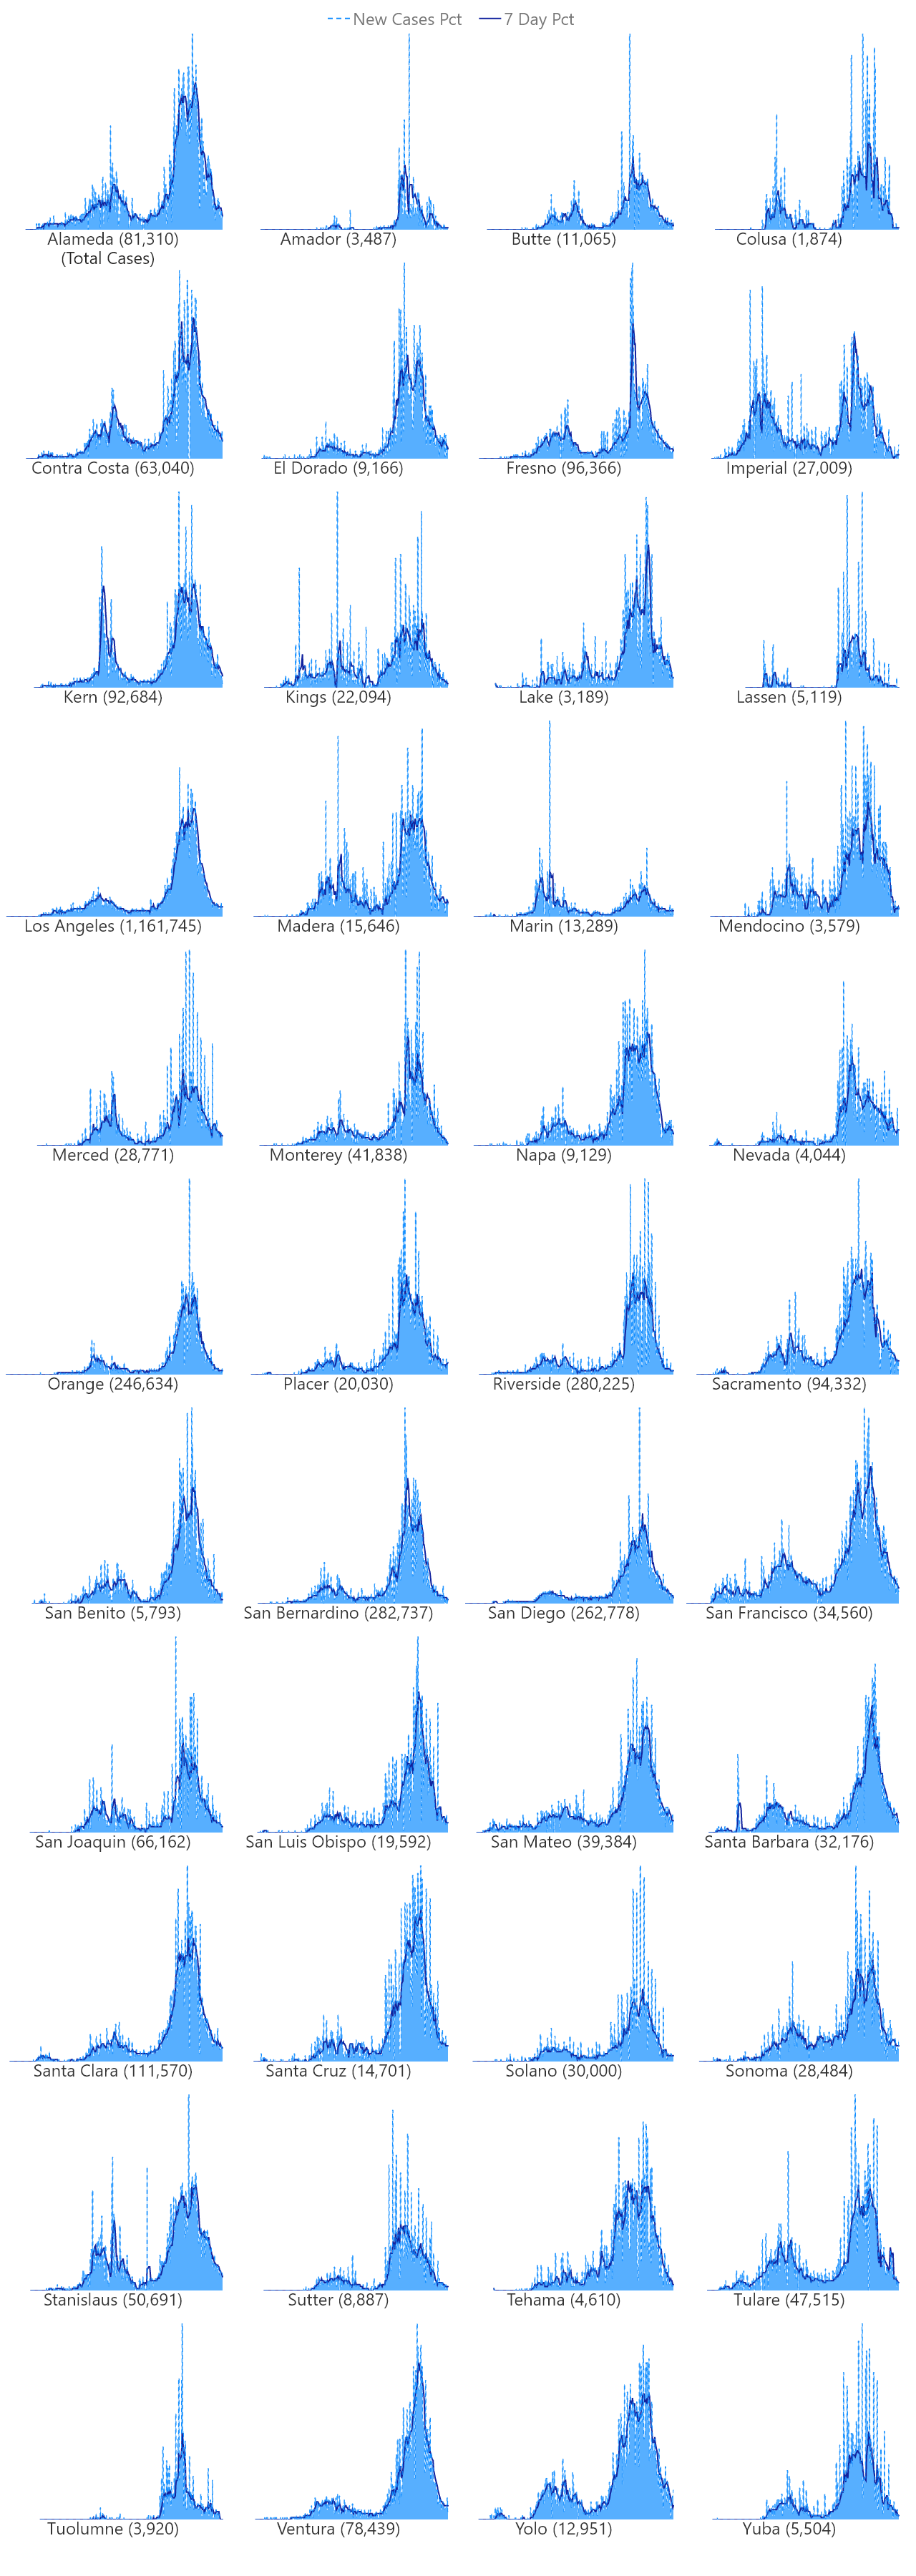 New Cases Pct 7 Day Pct
Alameda (81,310) Amador (3,487) Butte (11,065) Colusa (1,874)
(Total Cases)
Contra Costa (63,040) El Dorado (9,166) Fresno (96,366) Imperial (27,009)
Kern (92,684) Kings (22,094) Lake (3,189) Lassen (5,119)
Los Angeles (1,161,745) Madera (15,646) Marin (13,289) Mendocino (3,579)
Merced (28,771) Monterey (41,838) Napa (9,129) Nevada (4,044)
Orange (246,634) Placer (20,030) Riverside (280,225) Sacramento (94,332)
San Benito (5,793) San Bernardino (282,737) San Diego (262,778) San Francisco (34,560)
San Joaquin (66,162) San Luis Obispo (19,592) San Mateo (39,384) Santa Barbara (32,176)
Santa Clara (111,570) Santa Cruz (14,701) Solano (30,000) Sonoma (28,484)
Stanislaus (50,691) Sutter (8,887) Tehama (4,610) Tulare (47,515)
Tuolumne (3,920) Ventura (78,439) Yolo (12,951) Yuba (5,504)